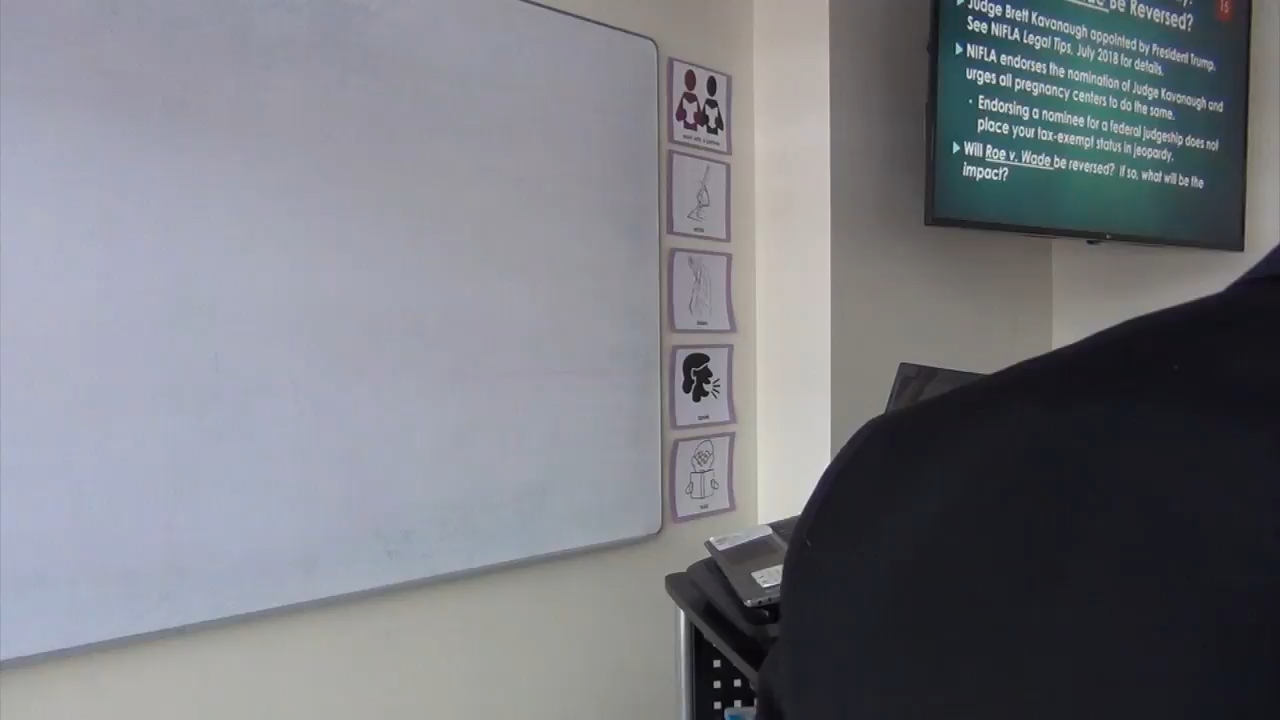 15
Be Reversed?
Judge Brett Kavanaugh appointed by President Trump.
See NIFLA Legal Tips, July 2018 for details.
NIFLA endorses the nomination of Judge Kavanaugh and
urges all pregnancy centers to do the same.
Endorsing a nominee for a federal judgeship does not
place your tax-exempt status in jeopardy.
Will Roe v. Wade be reversed? If so, what will be the
impact?